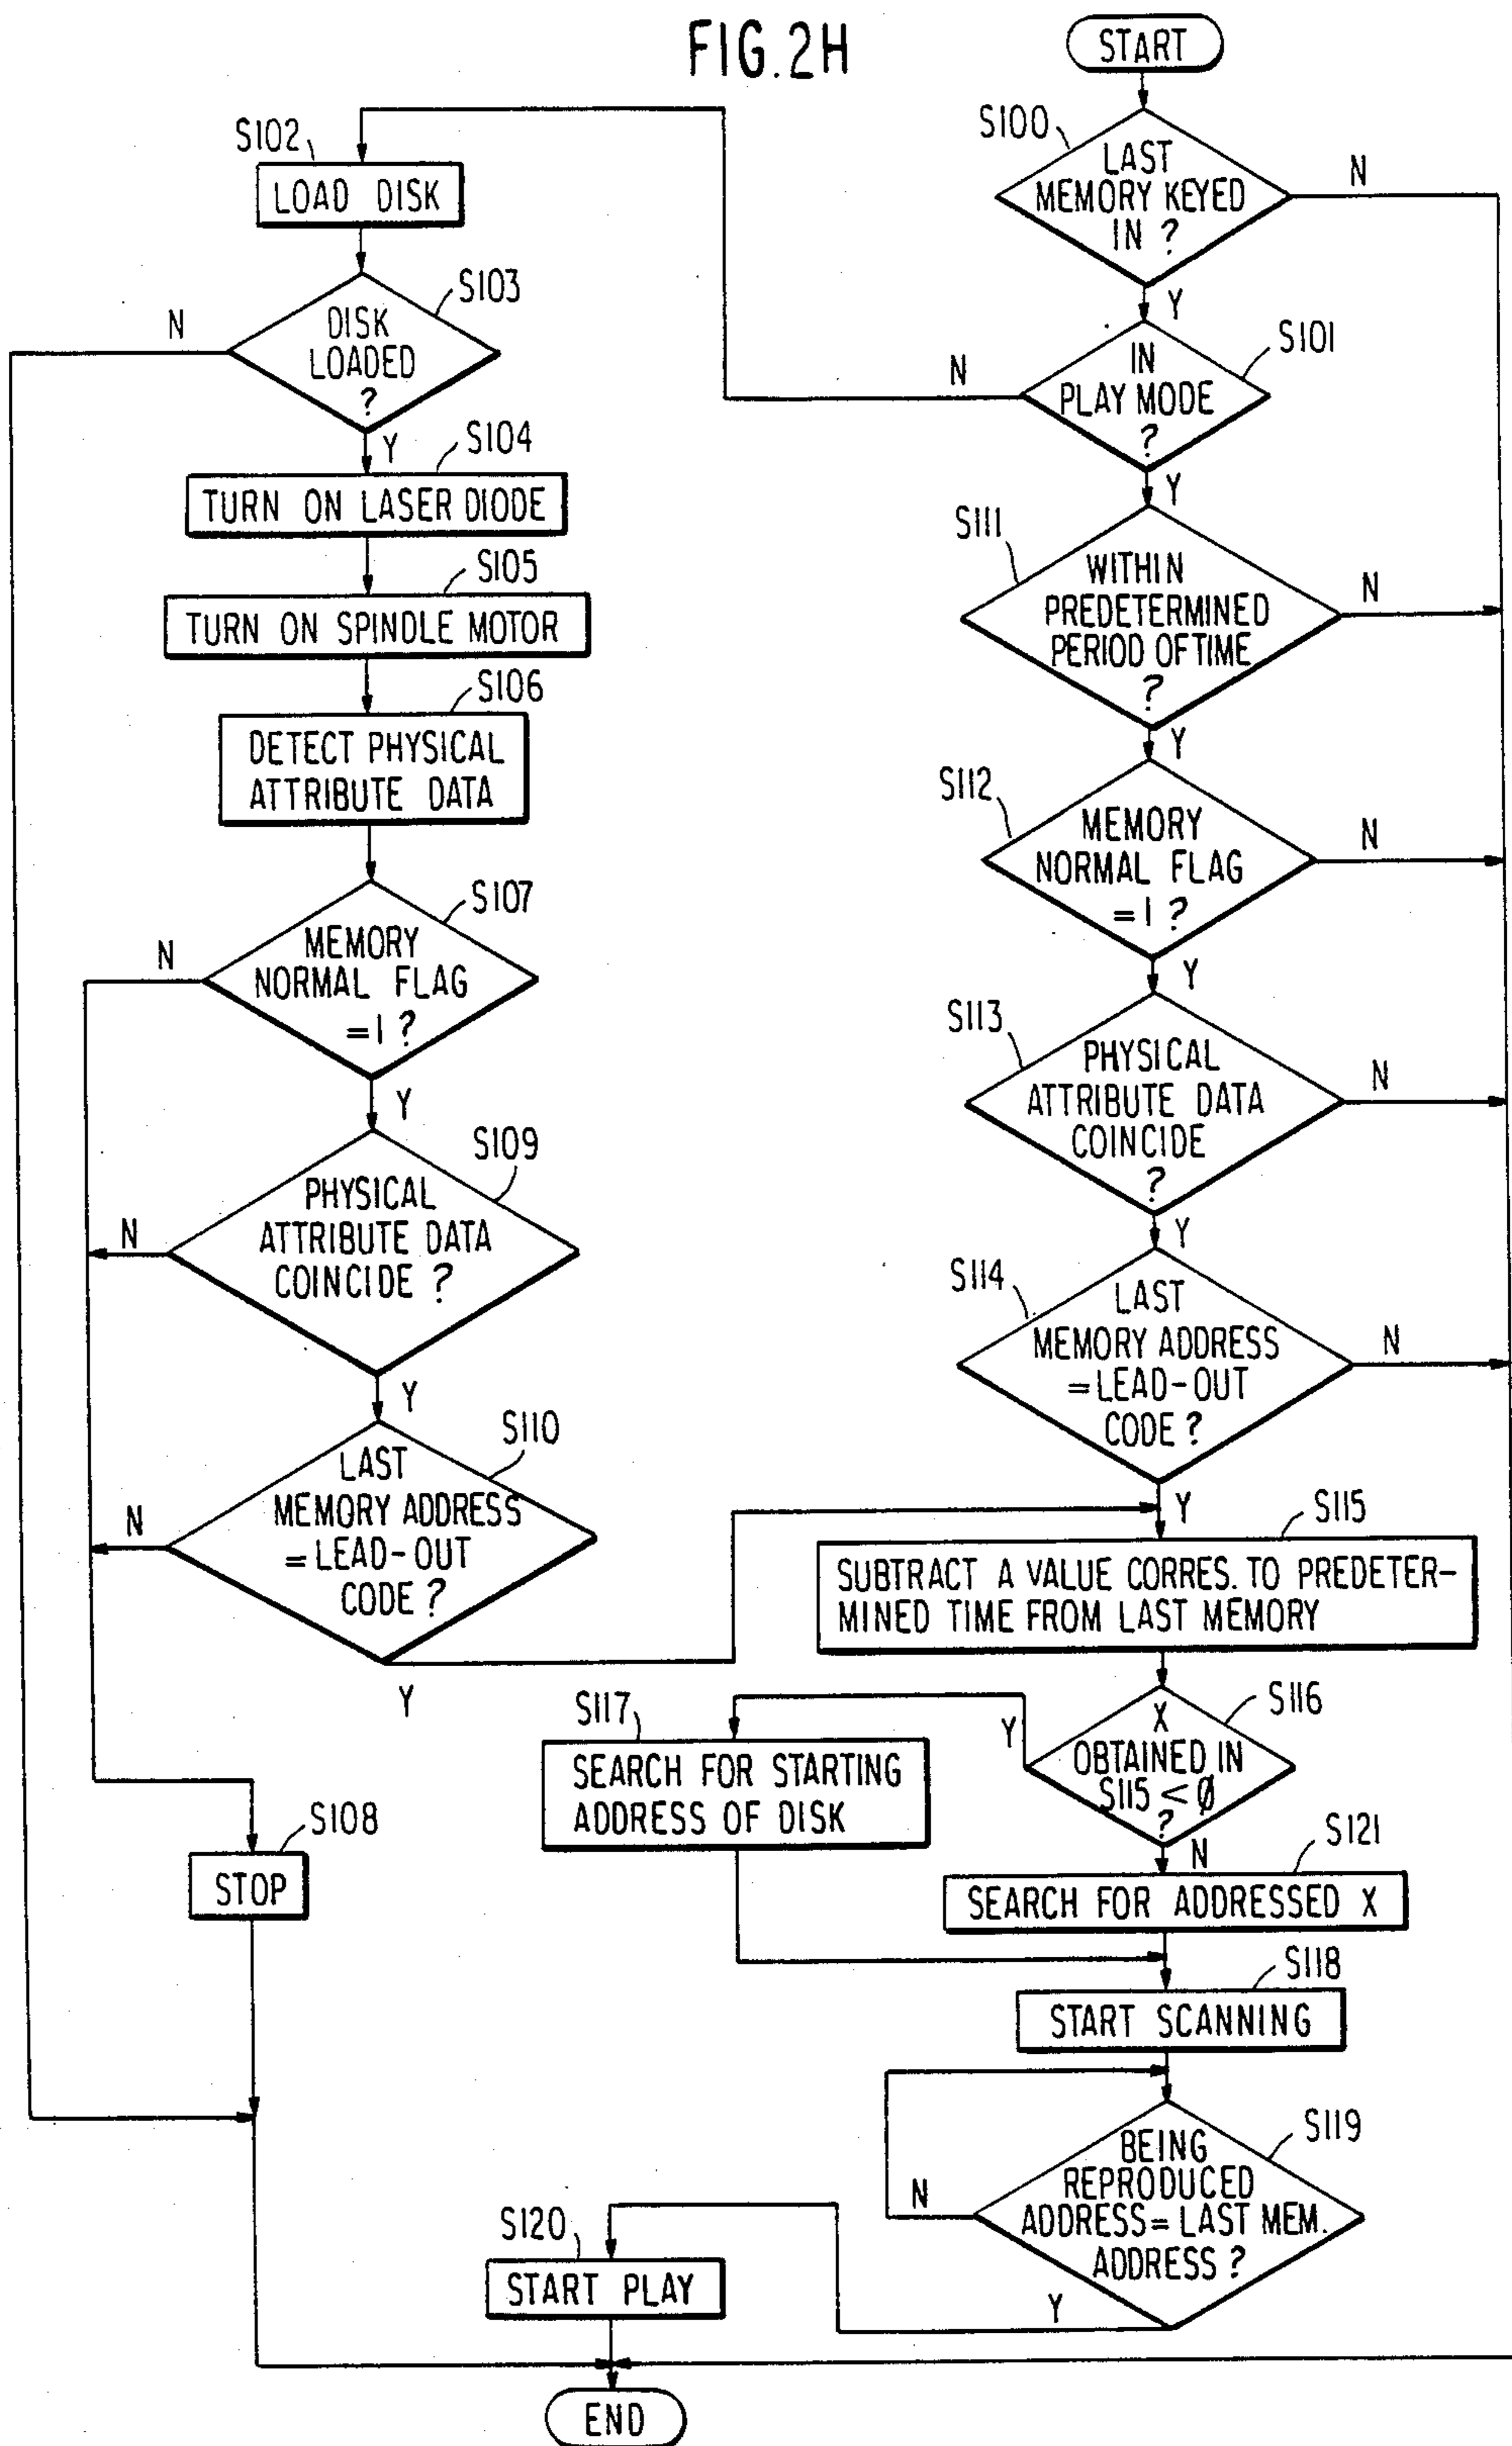 FIG.2H
START
S100
LAST
MEMORY KEYED
IN ?
N
Y
S101
IN
PLAY MODE
?
N
Y
S102
LOAD DISK
S103
DISK
LOADED
?
N
Y
S104
TURN ON LASER DIODE
S105
TURN ON SPINDLE MOTOR
S106
DETECT PHYSICAL
ATTRIBUTE DATA
S107
MEMORY
NORMAL FLAG
=1 ?
N
Y
S109
PHYSICAL
ATTRIBUTE DATA
COINCIDE ?
N
Y
S110
LAST
MEMORY ADDRESS
=LEAD-OUT
CODE ?
N
Y
S108
STOP
S111
WITHIN
PREDETERMINED
PERIOD OF TIME
?
N
Y
S112
MEMORY
NORMAL FLAG
=1 ?
N
Y
S113
PHYSICAL
ATTRIBUTE DATA
COINCIDE
?
N
Y
S114
LAST
MEMORY ADDRESS
=LEAD-OUT
CODE ?
N
Y
S115
SUBTRACT A VALUE CORRES. TO PREDETER-
MINED TIME FROM LAST MEMORY
S116
X
OBTAINED IN
S115 < Ø
?
Y
N
S117
SEARCH FOR STARTING
ADDRESS OF DISK
S121
SEARCH FOR ADDRESSED X
S118
START SCANNING
S119
BEING
REPRODUCED
ADDRESS= LAST MEM.
ADDRESS ?
N
Y
S120
START PLAY
END